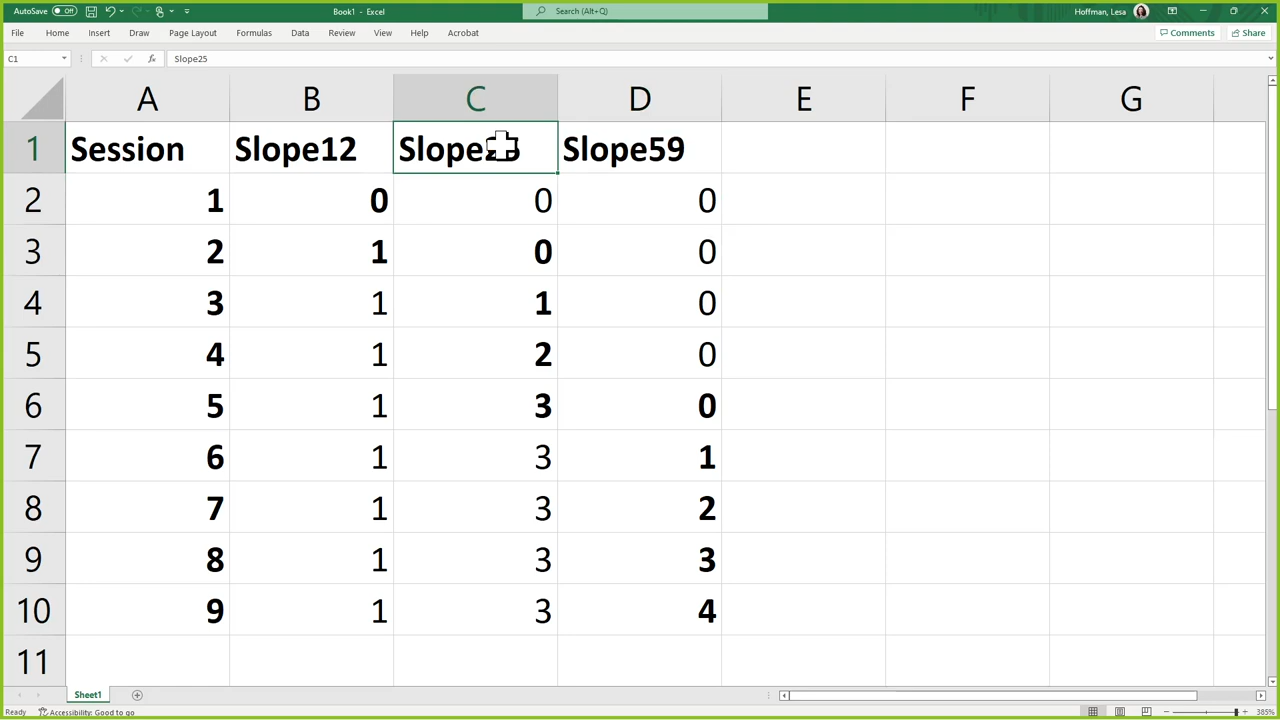 AutoSave Off Book1 - Excel Search (Alt+Q) Hoffman, Lesa
File Home Insert Draw Page Layout Formulas Data Review View Help Acrobat Comments Share
C1 fx Slope25
A B C D E F G
1 Session Slope12 Slope25 Slope59
2 1 0 0 0
3 2 1 0 0
4 3 1 1 0
5 4 1 2 0
6 5 1 3 0
7 6 1 3 1
8 7 1 3 2
9 8 1 3 3
10 9 1 3 4
11
Sheet1
Ready Accessibility: Good to go 385%